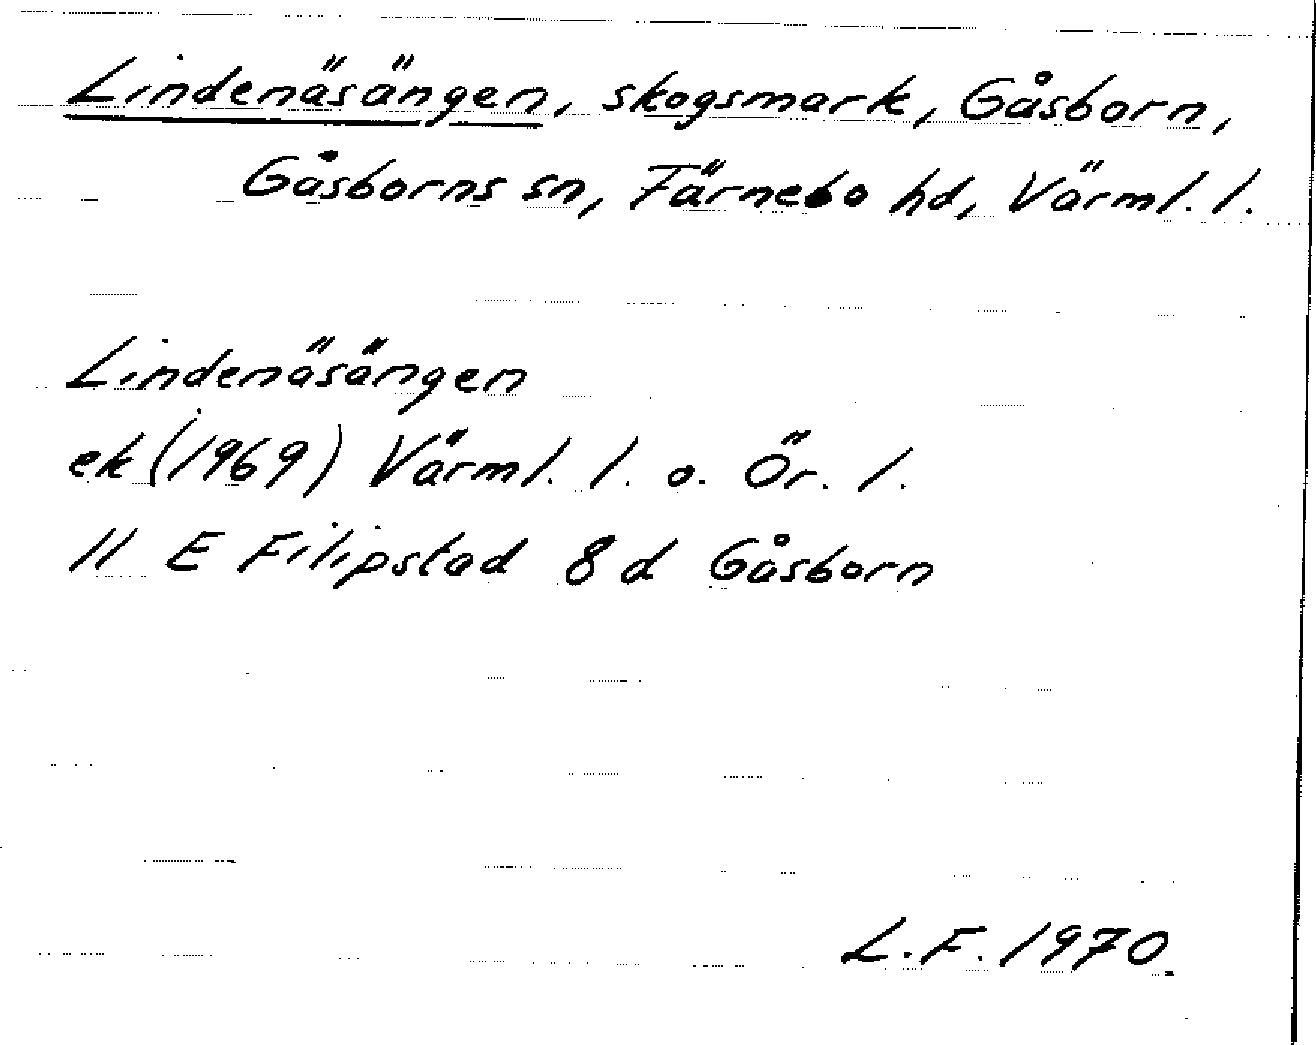 Lindenäsängen, skogsmark, Gåsborn,
Gåsborns sn, Färnebo hd, Värml. l.
Lindenäsängen
ek (1969) Värml. l. o. Ör. l.
11 E Filipstad 8 d Gåsborn
L.F. 1970